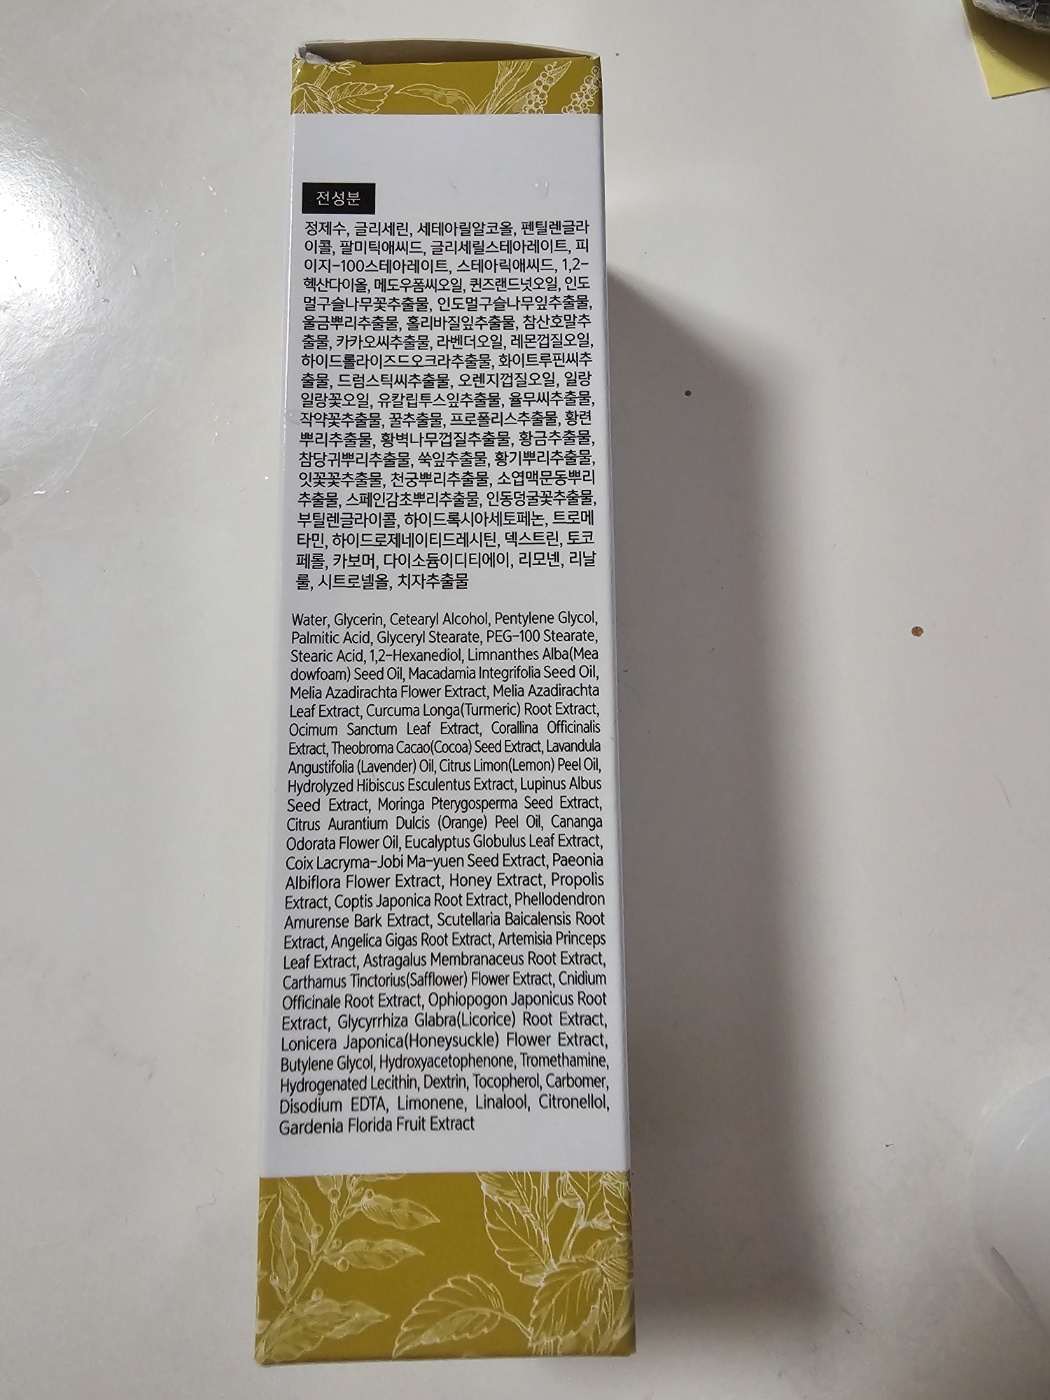 전성분
정제수, 글리세린, 세테아릴알코올, 펜틸렌글라
이콜, 팔미틱애씨드, 글리세릴스테아레이트, 피
이지-100스테아레이트, 스테아릭애씨드, 1,2-
헥산다이올, 메도우폼씨오일, 퀸즈랜드넛오일, 인도
멀구슬나무꽃추출물, 인도멀구슬나무잎추출물,
울금뿌리추출물, 홀리바질잎추출물, 참산호말추
출물, 카카오씨추출물, 라벤더오일, 레몬껍질오일,
하이드롤라이즈드오크라추출물, 화이트루핀씨추
출물, 드럼스틱씨추출물, 오렌지껍질오일, 일랑
일랑꽃오일, 유칼립투스잎추출물, 율무씨추출물,
작약꽃추출물, 꿀추출물, 프로폴리스추출물, 황련
뿌리추출물, 황벽나무껍질추출물, 황금추출물,
참당귀뿌리추출물, 쑥잎추출물, 황기뿌리추출물,
잇꽃꽃추출물, 천궁뿌리추출물, 소엽맥문동뿌리
추출물, 스페인감초뿌리추출물, 인동덩굴꽃추출물,
부틸렌글라이콜, 하이드록시아세토페논, 트로메
타민, 하이드로제네이티드레시틴, 덱스트린, 토코
페롤, 카보머, 다이소듐이디티에이, 리모넨, 리날
룰, 시트로넬올, 치자추출물
Water, Glycerin, Cetearyl Alcohol, Pentylene Glycol,
Palmitic Acid, Glyceryl Stearate, PEG-100 Stearate,
Stearic Acid, 1,2-Hexanediol, Limnanthes Alba(Mea
dowfoam) Seed Oil, Macadamia Integrifolia Seed Oil,
Melia Azadirachta Flower Extract, Melia Azadirachta
Leaf Extract, Curcuma Longa(Turmeric) Root Extract,
Ocimum Sanctum Leaf Extract, Corallina Officinalis
Extract, Theobroma Cacao(Cocoa) Seed Extract, Lavandula
Angustifolia (Lavender) Oil, Citrus Limon(Lemon) Peel Oil,
Hydrolyzed Hibiscus Esculentus Extract, Lupinus Albus
Seed Extract, Moringa Pterygosperma Seed Extract,
Citrus Aurantium Dulcis (Orange) Peel Oil, Cananga
Odorata Flower Oil, Eucalyptus Globulus Leaf Extract,
Coix Lacryma-Jobi Ma-yuen Seed Extract, Paeonia
Albiflora Flower Extract, Honey Extract, Propolis
Extract, Coptis Japonica Root Extract, Phellodendron
Amurense Bark Extract, Scutellaria Baicalensis Root
Extract, Angelica Gigas Root Extract, Artemisia Princeps
Leaf Extract, Astragalus Membranaceus Root Extract,
Carthamus Tinctorius(Safflower) Flower Extract, Cnidium
Officinale Root Extract, Ophiopogon Japonicus Root
Extract, Glycyrrhiza Glabra(Licorice) Root Extract,
Lonicera Japonica(Honeysuckle) Flower Extract,
Butylene Glycol, Hydroxyacetophenone, Tromethamine,
Hydrogenated Lecithin, Dextrin, Tocopherol, Carbomer,
Disodium EDTA, Limonene, Linalool, Citronellol,
Gardenia Florida Fruit Extract